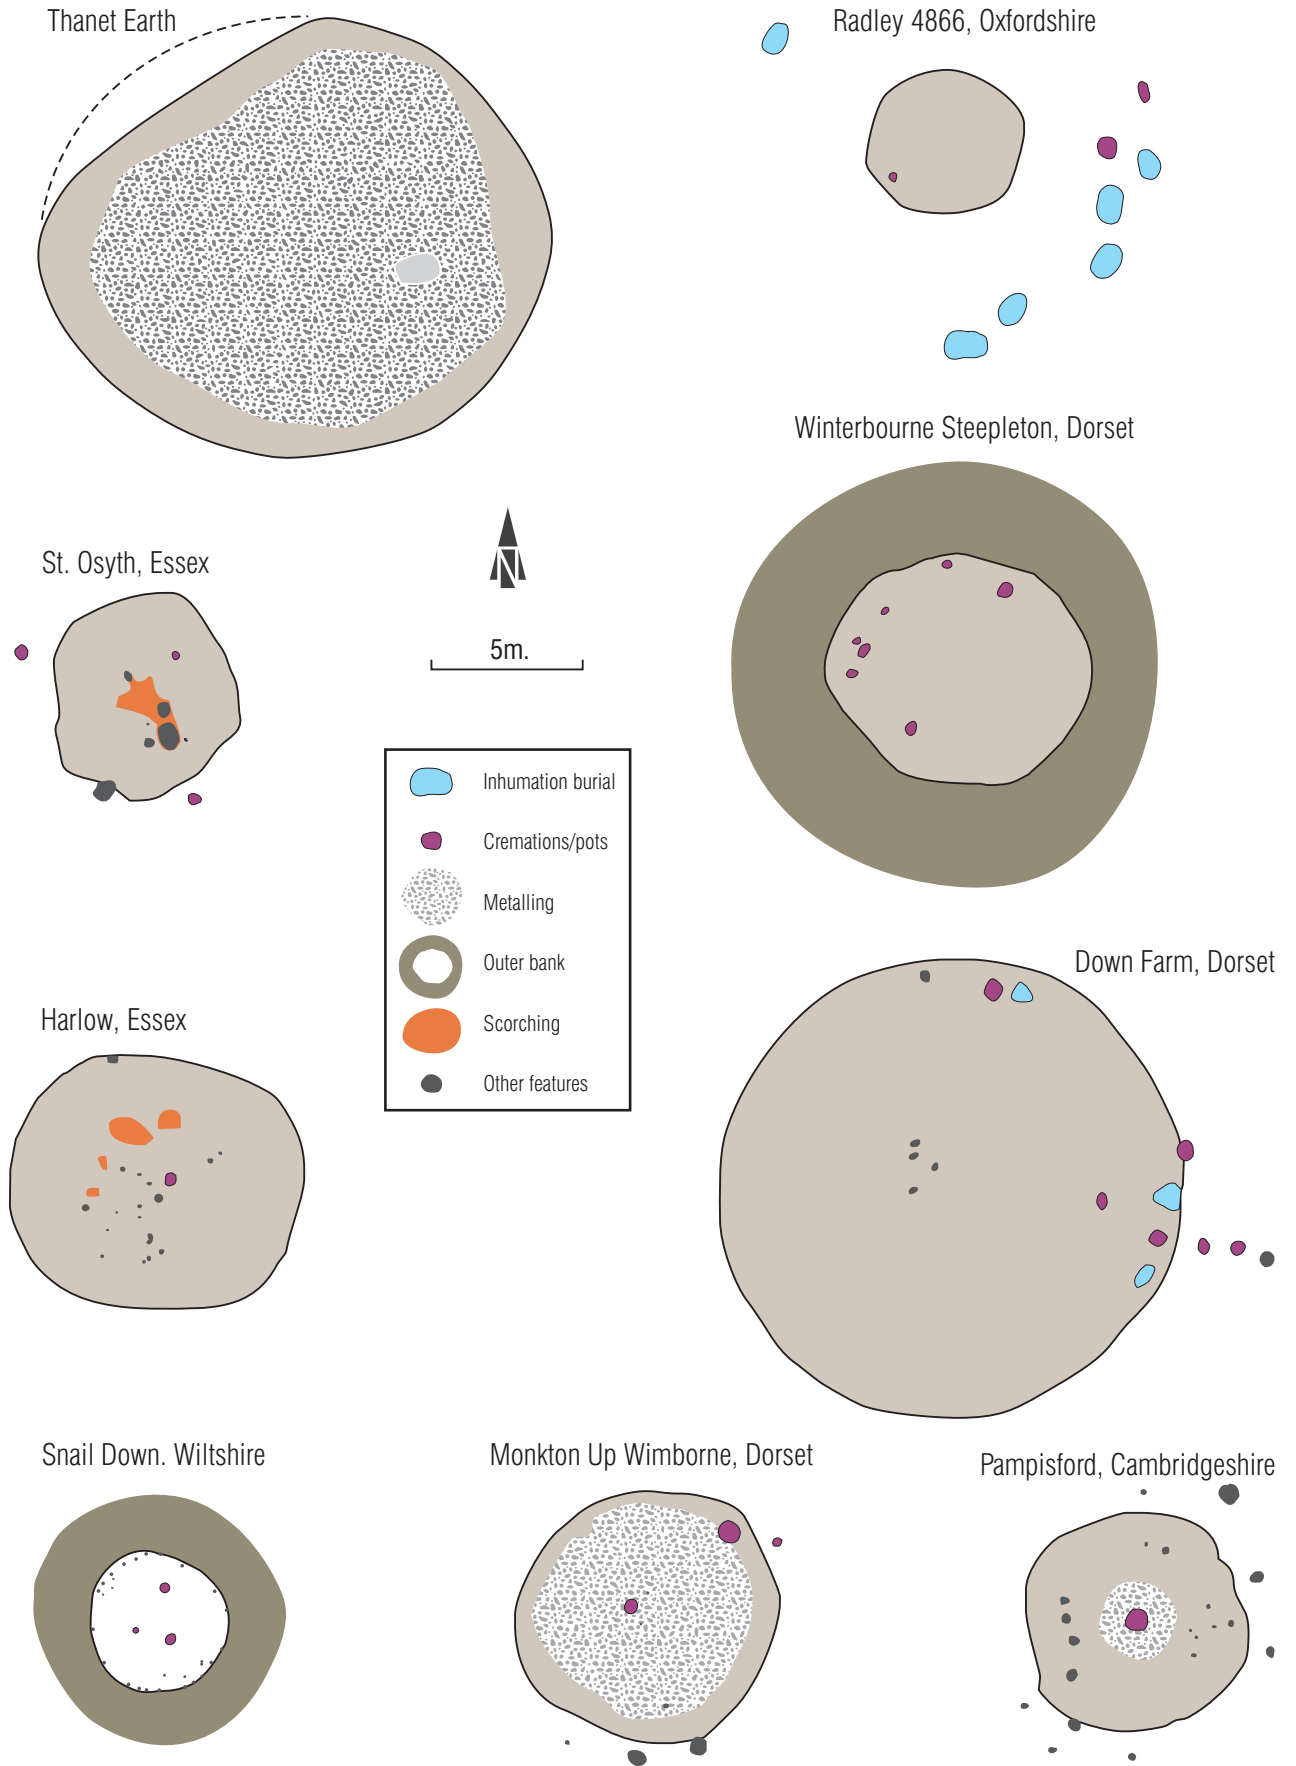 Thanet Earth
Radley 4866, Oxfordshire
Winterbourne Steepleton, Dorset
St. Osyth, Essex
N
5m.
Inhumation burial
Cremations/pots
Metalling
Outer bank
Scorching
Other features
Down Farm, Dorset
Harlow, Essex
Snail Down. Wiltshire
Monkton Up Wimborne, Dorset
Pampisford, Cambridgeshire